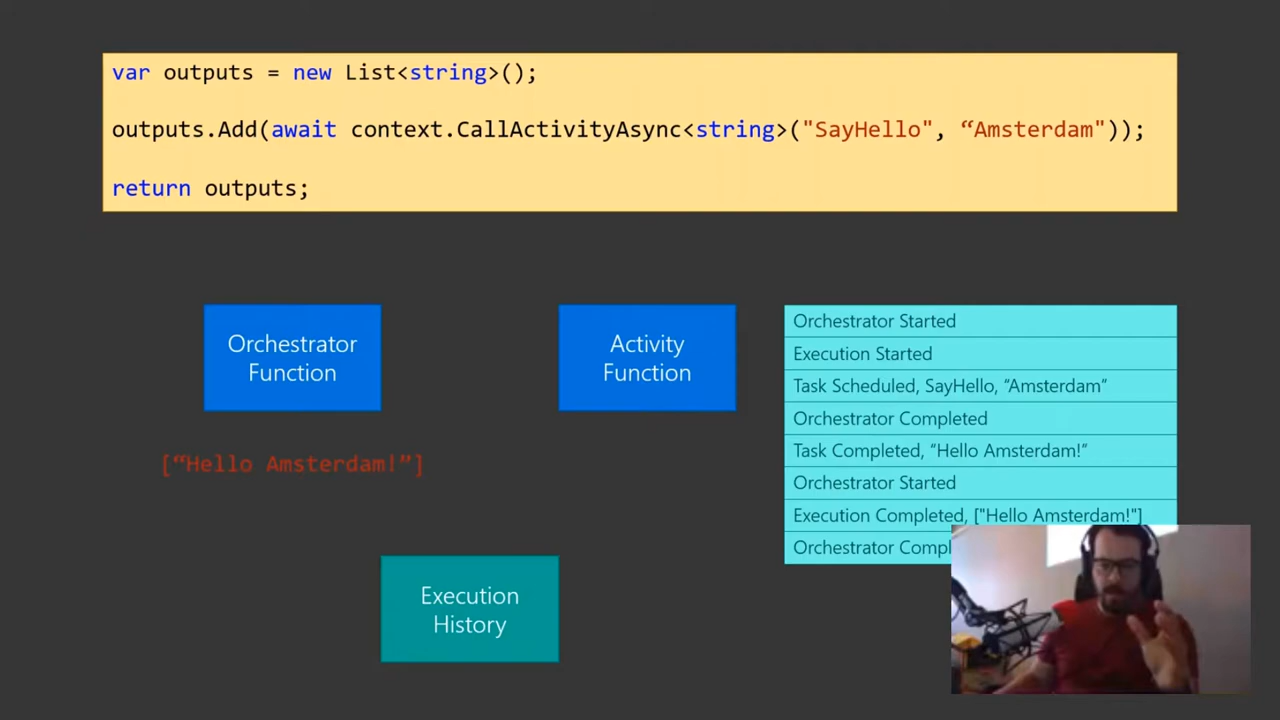 var outputs = new List<string>();
outputs.Add(await context.CallActivityAsync<string>("SayHello", “Amsterdam"));
return outputs;
Orchestrator
Function
Activity
Function
["Hello Amsterdam!”]
Execution
History
Orchestrator Started
Execution Started
Task Scheduled, SayHello, “Amsterdam”
Orchestrator Completed
Task Completed, “Hello Amsterdam!”
Orchestrator Started
Execution Completed, ["Hello Amsterdam!"]
Orchestrator Compl